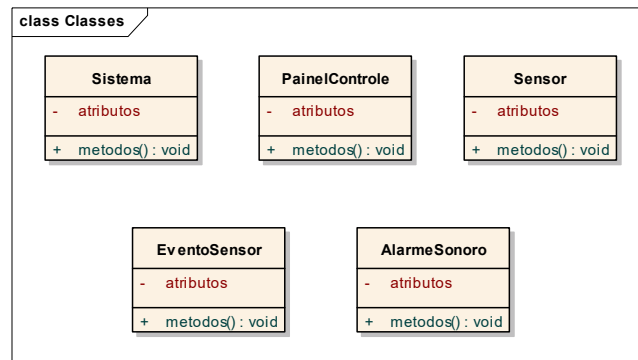 class Classes
Sistema
- atributos
+ metodos() : void
PainelControle
- atributos
+ metodos() : void
Sensor
- atributos
+ metodos() : void
EventoSensor
- atributos
+ metodos() : void
AlarmeSonoro
- atributos
+ metodos() : void